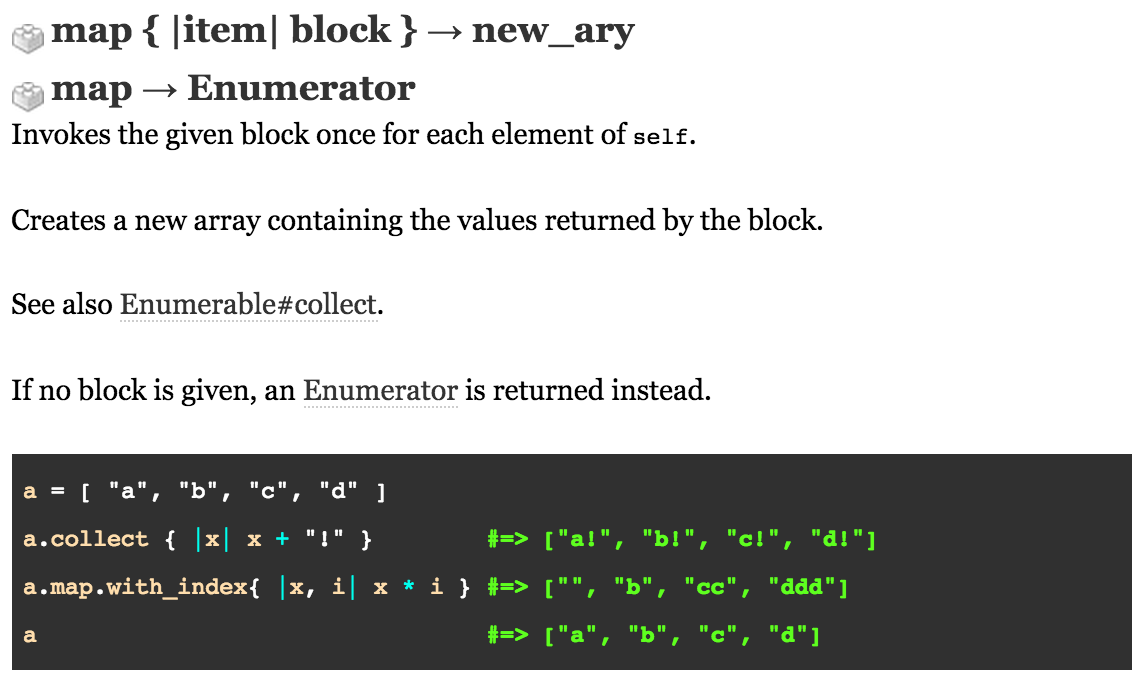 map { |item| block } → new_ary
map → Enumerator
Invokes the given block once for each element of self.
Creates a new array containing the values returned by the block.
See also Enumerable#collect.
If no block is given, an Enumerator is returned instead.
a = [ "a", "b", "c", "d" ]
a.collect { |x| x + "!" }        #=> ["a!", "b!", "c!", "d!"]
a.map.with_index{ |x, i| x * i } #=> ["", "b", "cc", "ddd"]
a                                #=> ["a", "b", "c", "d"]